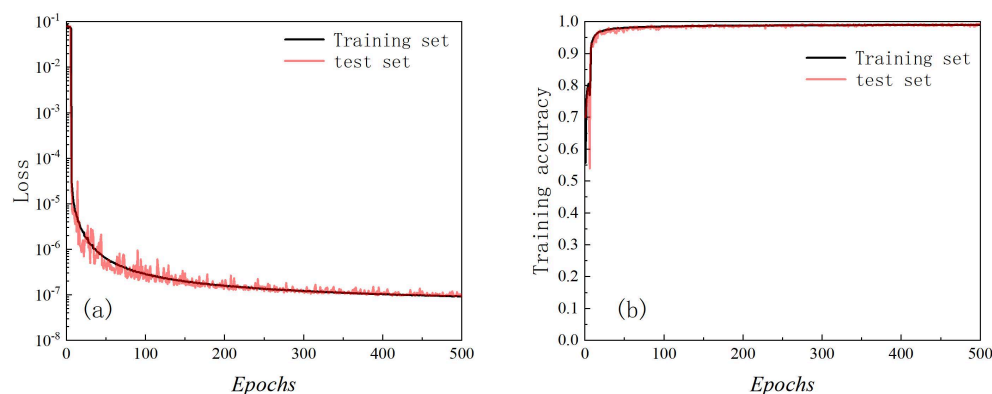 10^-1
10^-2
10^-3
10^-4
10^-5
10^-6
10^-7
10^-8
Loss
Training set
test set
(a)
0 100 200 300 400 500
Epochs
1.0
0.9
0.8
0.7
0.6
0.5
0.4
0.3
0.2
0.1
0.0
Training accuracy
Training set
test set
(b)
0 100 200 300 400 500
Epochs